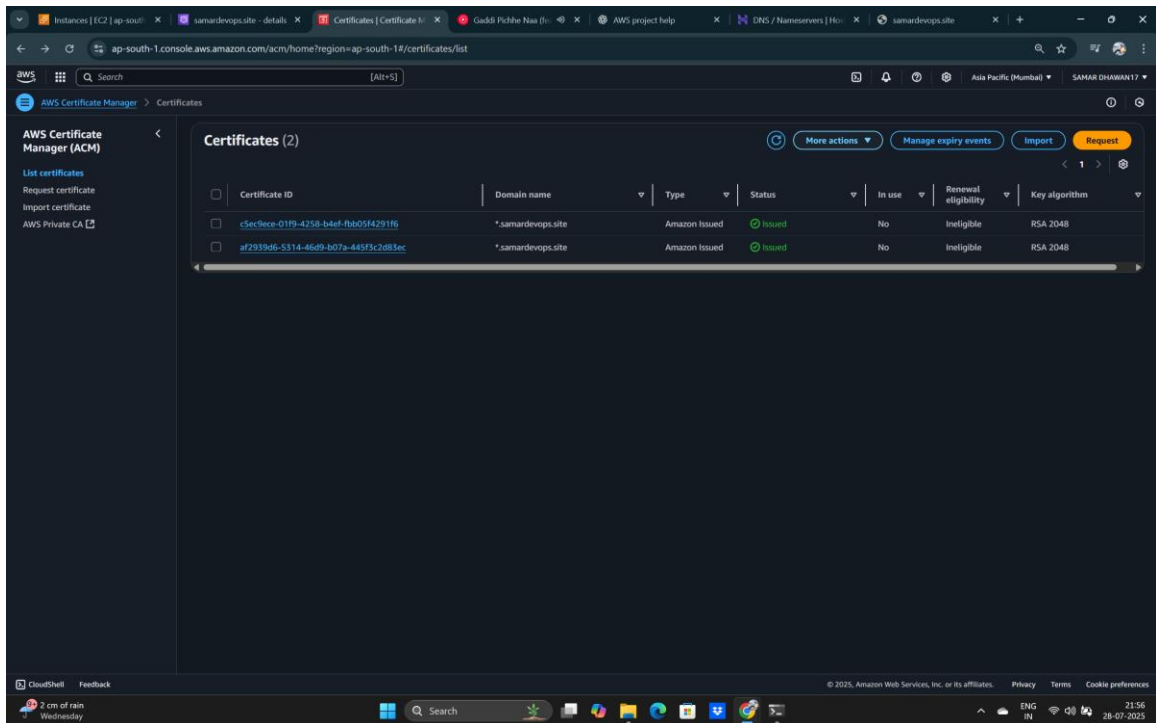 Instances | EC2 | ap-south
samardevops.site - details
Certificates | Certificate M
Gaddi Pichhe Naa (fe
AWS project help
DNS / Nameservers | Ho
samardevops.site
ap-south-1.console.aws.amazon.com/acm/home?region=ap-south-1#/certificates/list
aws
Search [Alt+S]
Asia Pacific (Mumbai)
SAMAR DHAWAN17
AWS Certificate Manager > Certificates
AWS Certificate
Manager (ACM)
List certificates
Request certificate
Import certificate
AWS Private CA
Certificates (2)
More actions
Manage expiry events
Import
Request
1
Certificate ID Domain name Type Status In use Renewal eligibility Key algorithm
c5ec9ece-01f9-4258-b4ef-fbb05f4291f6 *.samardevops.site Amazon Issued Issued No Ineligible RSA 2048
af2939d6-5314-46d9-b07a-445f3c2d83ec *.samardevops.site Amazon Issued Issued No Ineligible RSA 2048
CloudShell Feedback
© 2025, Amazon Web Services, Inc. or its affiliates. Privacy Terms Cookie preferences
9+
2 cm of rain
Wednesday
Search
ENG
IN
21:56
28-07-2025